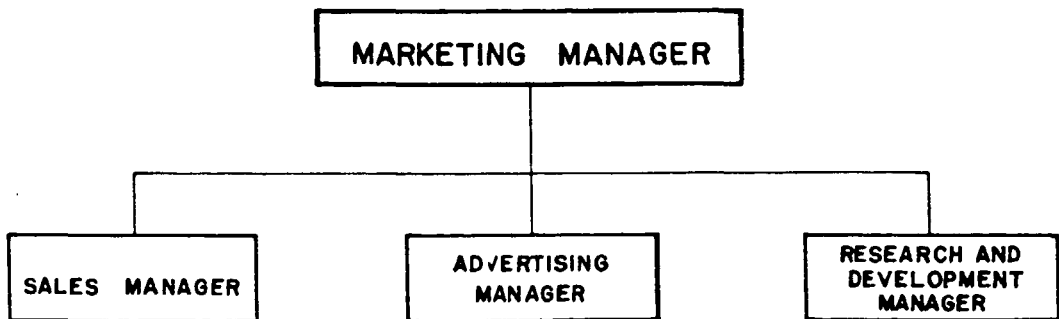 MARKETING MANAGER
SALES MANAGER
ADVERTISING
MANAGER
RESEARCH AND
DEVELOPMENT
MANAGER